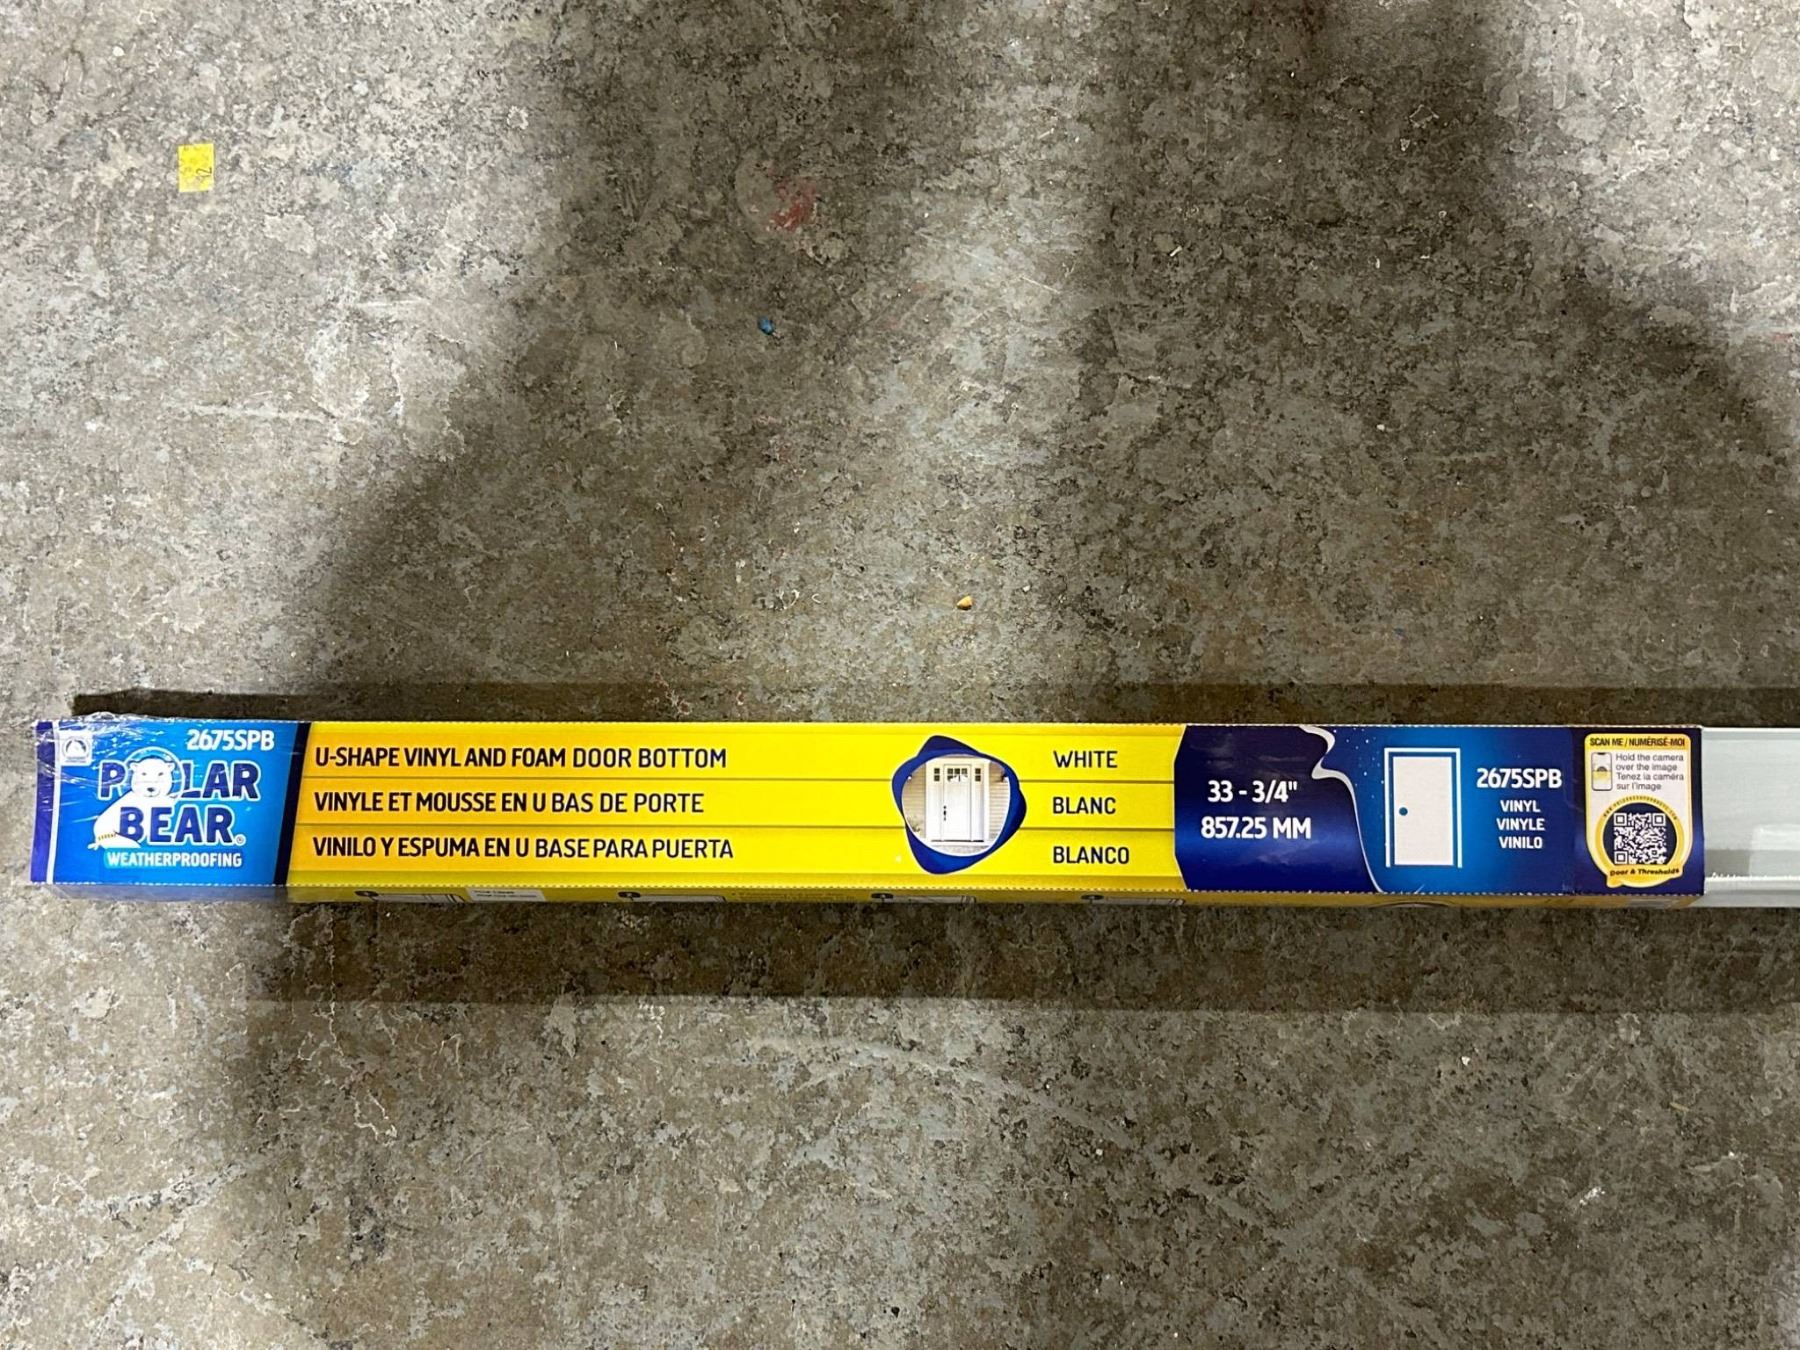 2675SPB
POLAR
BEAR®
WEATHERPROOFING
U-SHAPE VINYL AND FOAM DOOR BOTTOM
VINYLE ET MOUSSE EN U BAS DE PORTE
VINILO Y ESPUMA EN U BASE PARA PUERTA
WHITE
BLANC
BLANCO
33 - 3/4"
857.25 MM
2675SPB
VINYL
VINYLE
VINILO
SCAN ME / NUMÉRISÉ-MOI
Hold the camera
over the image
Tenez la caméra
sur l'image
Door & Thresholds